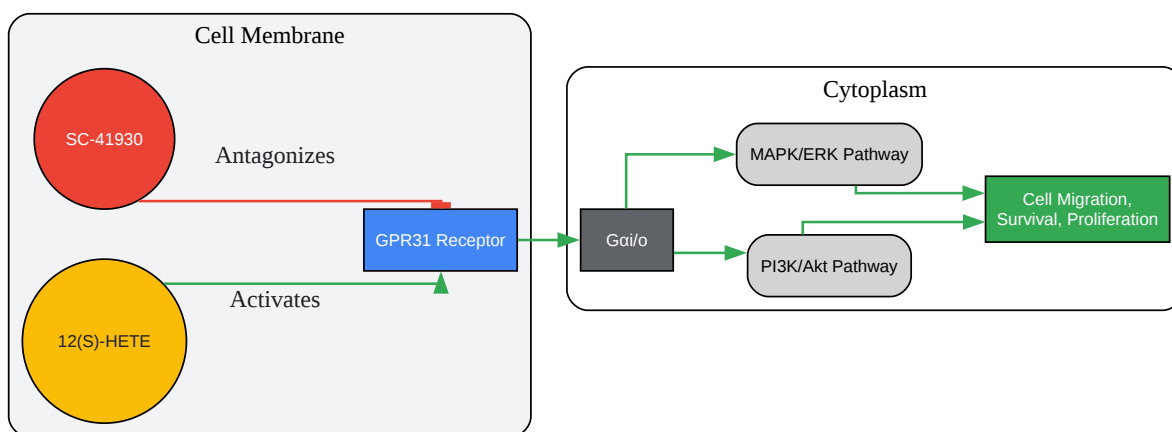 Cell Membrane
SC-41930
Antagonizes
GPR31 Receptor
Activates
12(S)-HETE
Cytoplasm
MAPK/ERK Pathway
Gαi/o
PI3K/Akt Pathway
Cell Migration,
Survival, Proliferation